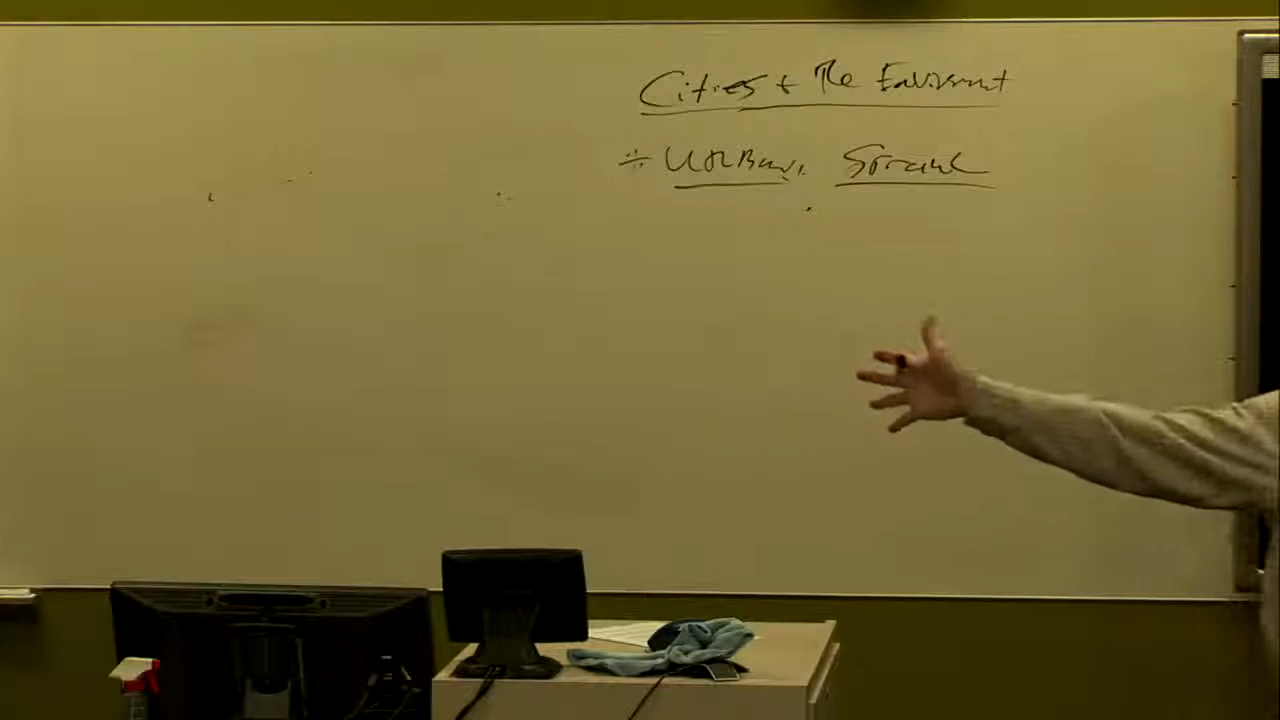 Cities + The Environment
÷ Urban Sprawl